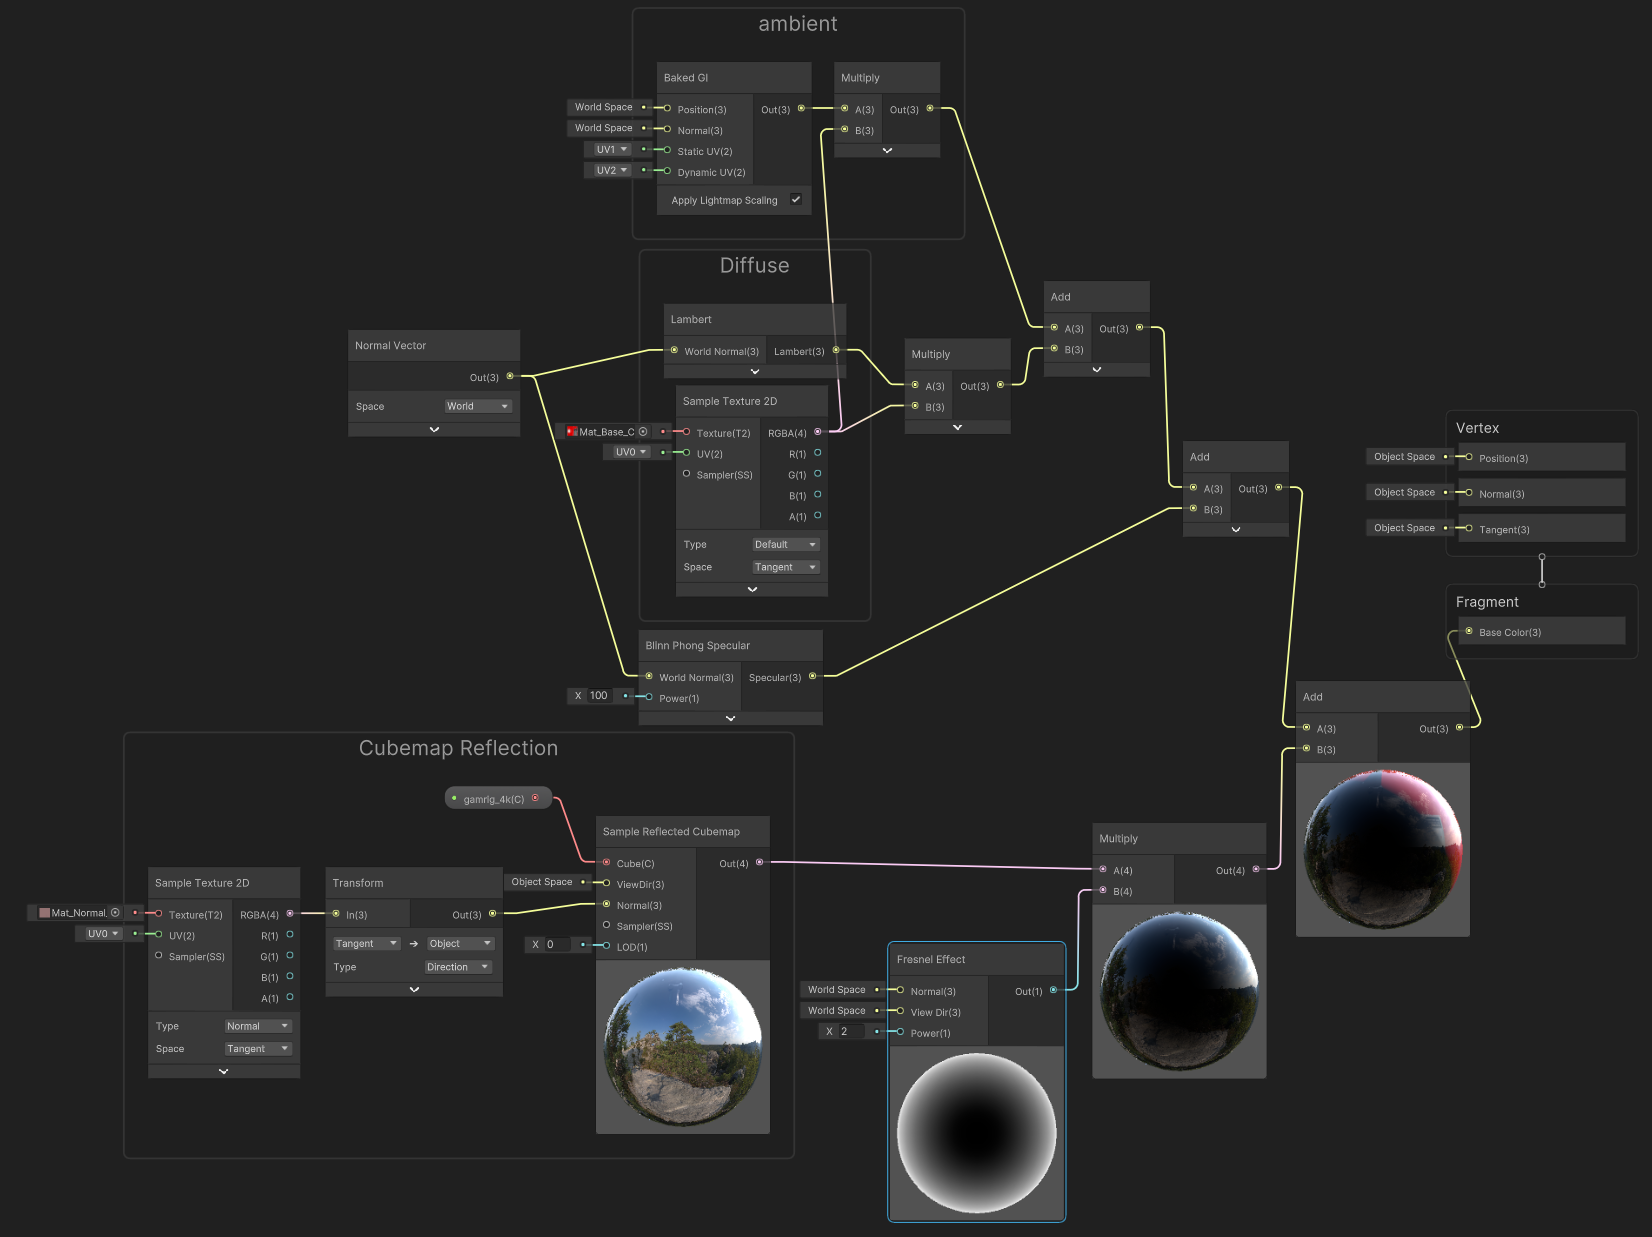 ambient
Baked GI
World Space
Position(3)
Out(3)
World Space
Normal(3)
UV1
Static UV(2)
UV2
Dynamic UV(2)
Apply Lightmap Scaling
Multiply
A(3)
Out(3)
B(3)
Diffuse
Lambert
World Normal(3)
Lambert(3)
Sample Texture 2D
Mat_Base_C
Texture(T2)
RGBA(4)
UV0
UV(2)
R(1)
Sampler(SS)
G(1)
B(1)
A(1)
Type
Default
Space
Tangent
Normal Vector
Out(3)
Space
World
Multiply
A(3)
Out(3)
B(3)
Add
A(3)
Out(3)
B(3)
Add
A(3)
Out(3)
B(3)
Blinn Phong Specular
World Normal(3)
Specular(3)
X 100
Power(1)
Vertex
Object Space
Position(3)
Object Space
Normal(3)
Object Space
Tangent(3)
Fragment
Base Color(3)
Add
A(3)
Out(3)
B(3)
Cubemap Reflection
gamrig_4k(C)
Sample Texture 2D
Mat_Normal_
Texture(T2)
RGBA(4)
UV0
UV(2)
R(1)
Sampler(SS)
G(1)
B(1)
A(1)
Type
Normal
Space
Tangent
Transform
In(3)
Out(3)
Tangent
Object
Type
Direction
Sample Reflected Cubemap
Cube(C)
Out(4)
Object Space
ViewDir(3)
Normal(3)
Sampler(SS)
X 0
LOD(1)
Multiply
A(4)
Out(4)
B(4)
Fresnel Effect
World Space
Normal(3)
Out(1)
World Space
View Dir(3)
X 2
Power(1)